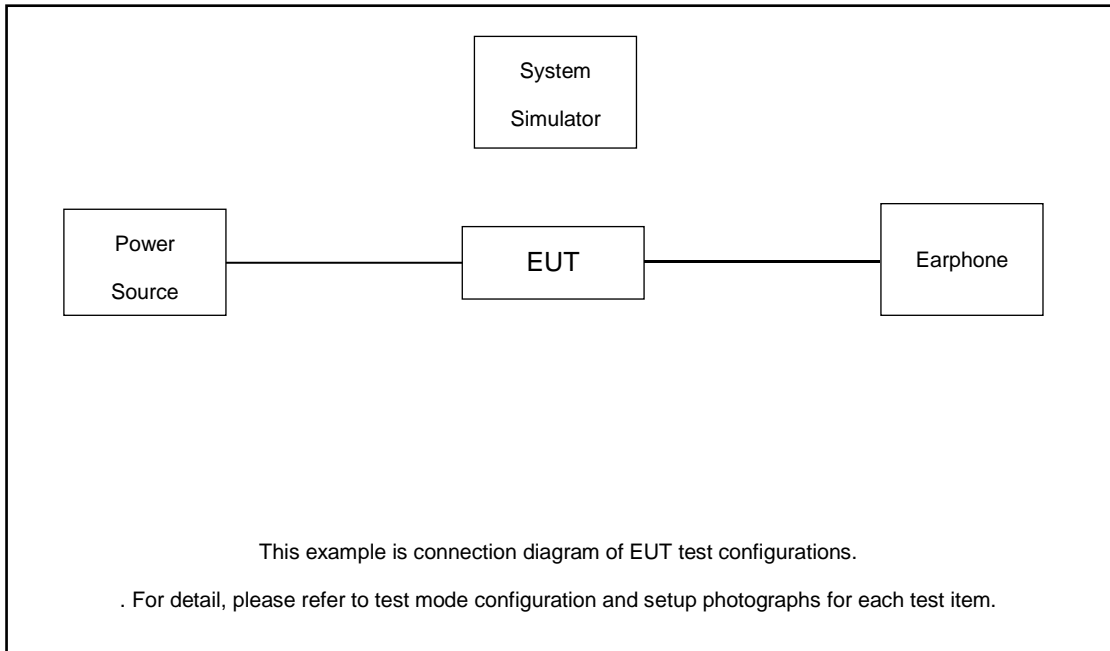 System
Simulator
Power
Source
EUT
Earphone
This example is connection diagram of EUT test configurations.
. For detail, please refer to test mode configuration and setup photographs for each test item.